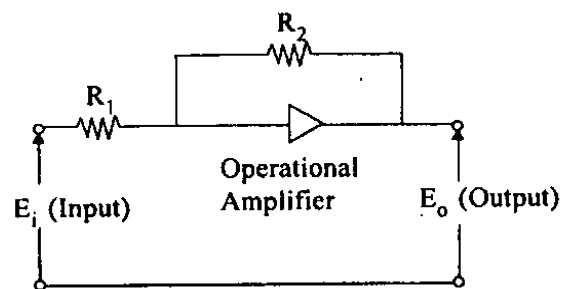 R₂
R₁
Operational
Amplifier
Eᵢ (Input)
Eₒ (Output)